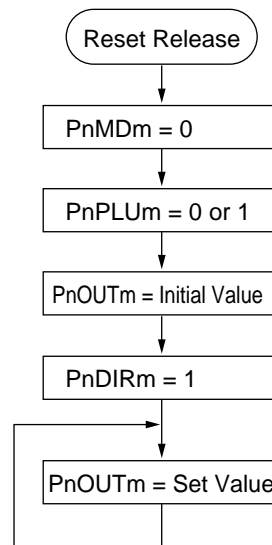 Reset Release
PnMDm = 0
PnPLUm = 0 or 1
PnOUTm = Initial Value
PnDIRm = 1
PnOUTm = Set Value